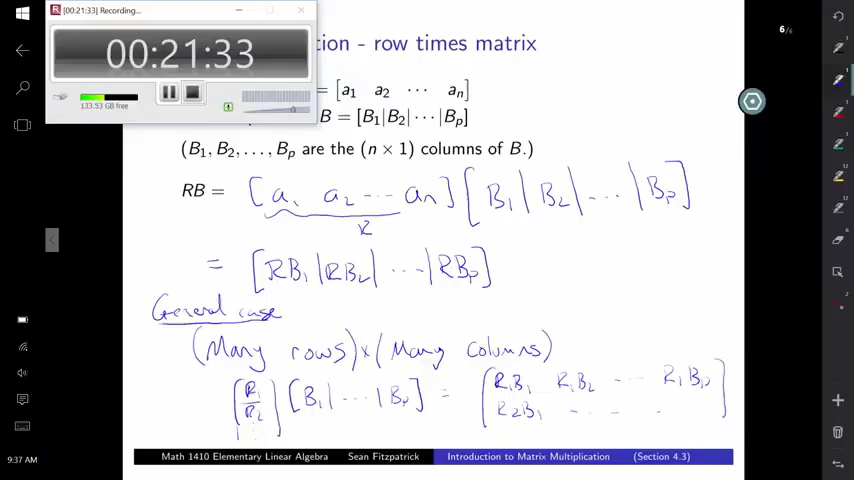 [00:21:33] Recording...
00:21:33
133.53 GB free
tion - row times matrix
6/6
= [a1 a2 ⋯ an]
B = [B1|B2|⋯|Bp]
(B1, B2, …, Bp are the (n × 1) columns of B.)
RB = [a1 a2 ⋯ an] [B1|B2|⋯|Bp]
R
= [RB1|RB2|⋯|RBp]
General case
(Many rows)×(Many columns)
[R1 [B1|⋯|Bp] = [R1B1 R1B2 ⋯ R1Bp]
R2 R2B1 ⋯
9:37 AM
Math 1410 Elementary Linear Algebra Sean Fitzpatrick Introduction to Matrix Multiplication (Section 4.3)